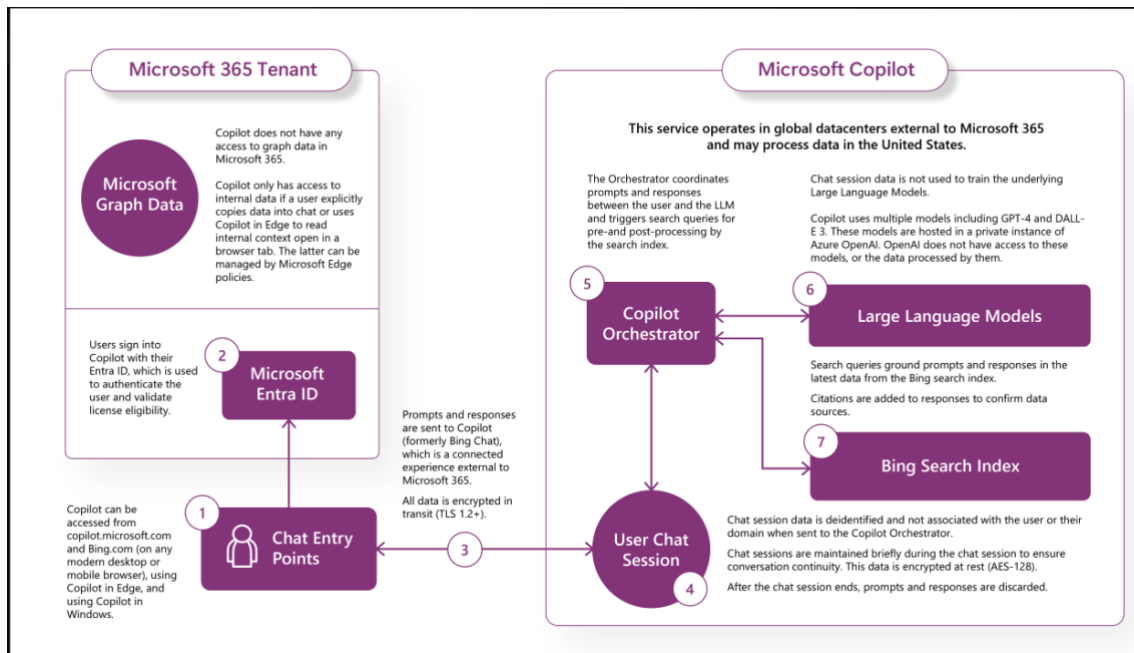 Microsoft 365 Tenant
Microsoft
Graph Data
Copilot does not have any
access to graph data in
Microsoft 365.
Copilot only has access to
internal data if a user explicitly
copies data into chat or uses
Copilot in Edge to read
internal context open in a
browser tab. The latter can be
managed by Microsoft Edge
policies.
Users sign into
Copilot with their
Entra ID, which is used
to authenticate the
user and validate
license eligibility.
2
Microsoft
Entra ID
Copilot can be
accessed from
copilot.microsoft.com
and Bing.com (on any
modern desktop or
mobile browser), using
Copilot in Edge, and
using Copilot in
Windows.
1
Chat Entry
Points
Prompts and responses
are sent to Copilot
(formerly Bing Chat),
which is a connected
experience external to
Microsoft 365.
All data is encrypted in
transit (TLS 1.2+).
3
Microsoft Copilot
This service operates in global datacenters external to Microsoft 365
and may process data in the United States.
The Orchestrator coordinates
prompts and responses
between the user and the LLM
and triggers search queries for
pre-and post-processing by
the search index.
5
Copilot
Orchestrator
Chat session data is not used to train the underlying
Large Language Models.
Copilot uses multiple models including GPT-4 and DALL-
E 3. These models are hosted in a private instance of
Azure OpenAI. OpenAI does not have access to these
models, or the data processed by them.
6
Large Language Models
Search queries ground prompts and responses in the
latest data from the Bing search index.
Citations are added to responses to confirm data
sources.
7
Bing Search Index
User Chat
Session
4
Chat session data is deidentified and not associated with the user or their
domain when sent to the Copilot Orchestrator.
Chat sessions are maintained briefly during the chat session to ensure
conversation continuity. This data is encrypted at rest (AES-128).
After the chat session ends, prompts and responses are discarded.